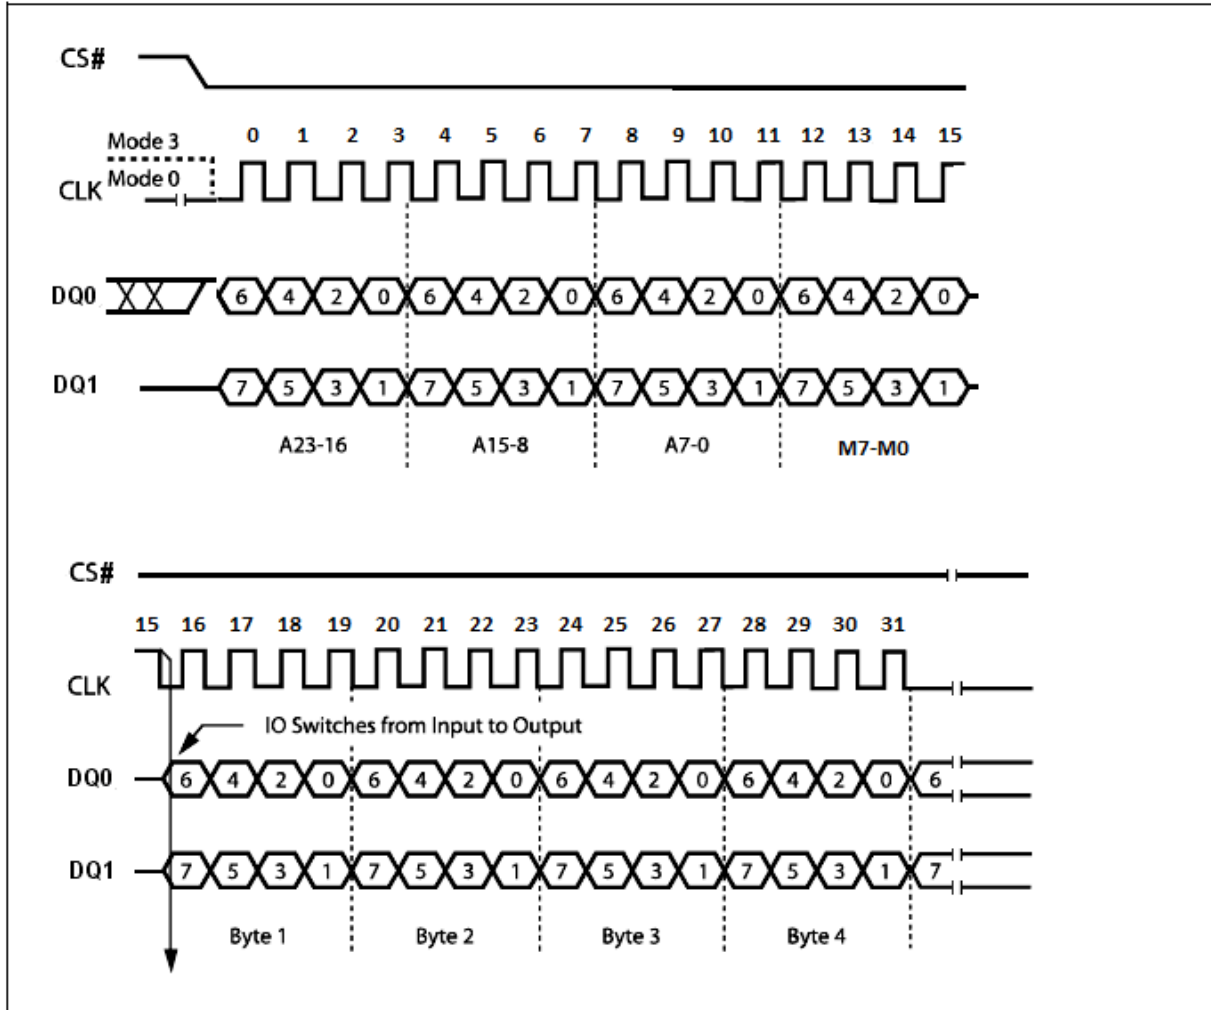 CS#
0 1 2 3 4 5 6 7 8 9 10 11 12 13 14 15
Mode 3
Mode 0
CLK
DQ0 6 4 2 0 6 4 2 0 6 4 2 0 6 4 2 0
DQ1 7 5 3 1 7 5 3 1 7 5 3 1 7 5 3 1
A23-16 A15-8 A7-0 M7-M0
CS#
15 16 17 18 19 20 21 22 23 24 25 26 27 28 29 30 31
CLK
IO Switches from Input to Output
DQ0 6 4 2 0 6 4 2 0 6 4 2 0 6 4 2 0 6
DQ1 7 5 3 1 7 5 3 1 7 5 3 1 7 5 3 1 7
Byte 1 Byte 2 Byte 3 Byte 4